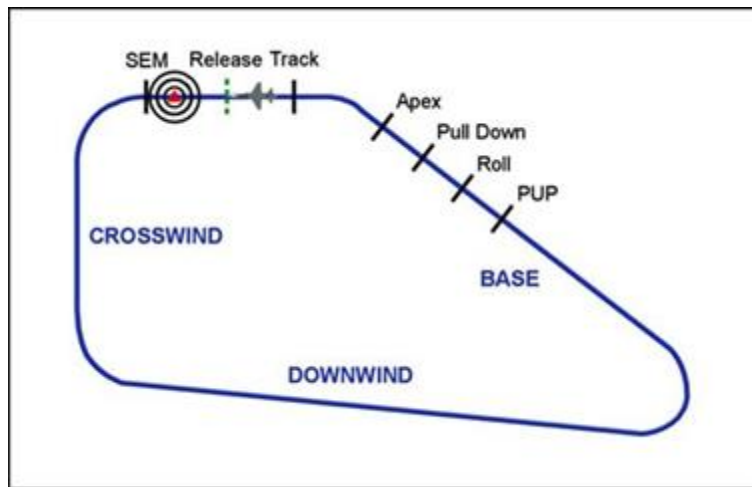 SEM Release Track
Apex
Pull Down
Roll
PUP
CROSSWIND
BASE
DOWNWIND